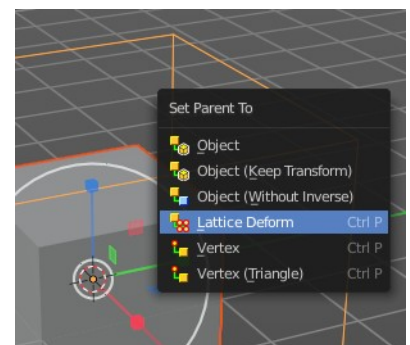 Set Parent To
Object
Object (Keep Transform)
Object (Without Inverse)
Lattice Deform Ctrl P
Vertex Ctrl P
Vertex (Triangle) Ctrl P